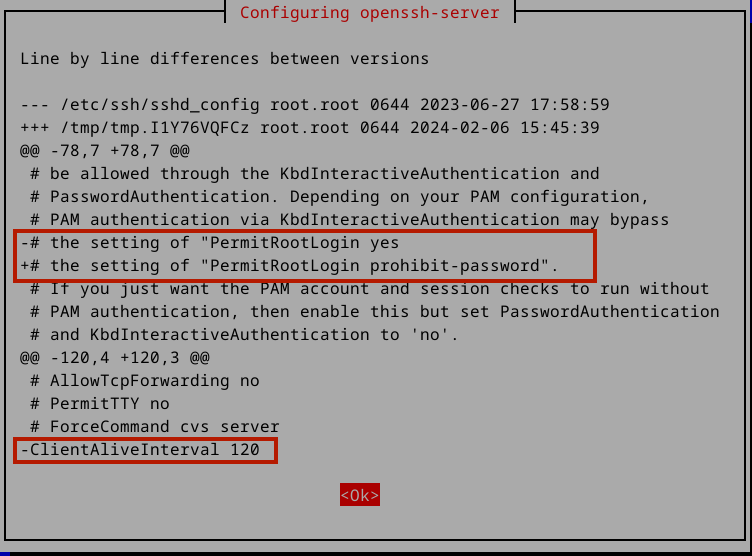 Configuring openssh-server
Line by line differences between versions
--- /etc/ssh/sshd_config root.root 0644 2023-06-27 17:58:59
+++ /tmp/tmp.I1Y76VQFCz root.root 0644 2024-02-06 15:45:39
@@ -78,7 +78,7 @@
# be allowed through the KbdInteractiveAuthentication and
# PasswordAuthentication. Depending on your PAM configuration,
# PAM authentication via KbdInteractiveAuthentication may bypass
-# the setting of "PermitRootLogin yes
+# the setting of "PermitRootLogin prohibit-password".
# If you just want the PAM account and session checks to run without
# PAM authentication, then enable this but set PasswordAuthentication
# and KbdInteractiveAuthentication to 'no'.
@@ -120,4 +120,3 @@
# AllowTcpForwarding no
# PermitTTY no
# ForceCommand cvs server
-ClientAliveInterval 120
<Ok>